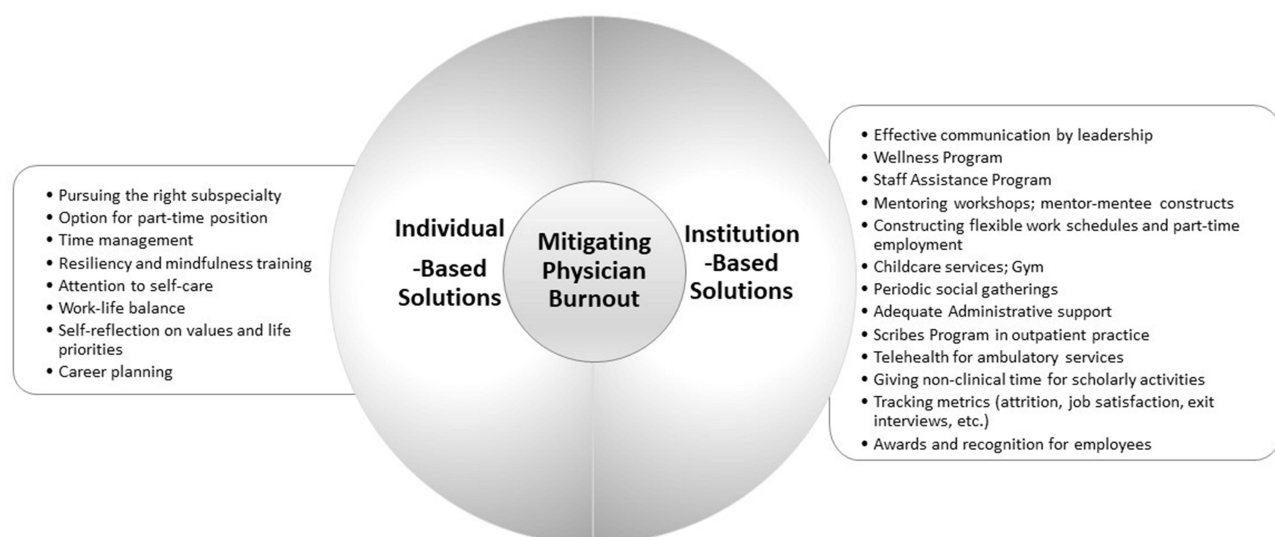 • Pursuing the right subspecialty
• Option for part-time position
• Time management
• Resiliency and mindfulness training
• Attention to self-care
• Work-life balance
• Self-reflection on values and life
priorities
• Career planning
Individual
-Based
Solutions
Mitigating
Physician
Burnout
Institution
-Based
Solutions
• Effective communication by leadership
• Wellness Program
• Staff Assistance Program
• Mentoring workshops; mentor-mentee constructs
• Constructing flexible work schedules and part-time
employment
• Childcare services; Gym
• Periodic social gatherings
• Adequate Administrative support
• Scribes Program in outpatient practice
• Telehealth for ambulatory services
• Giving non-clinical time for scholarly activities
• Tracking metrics (attrition, job satisfaction, exit
interviews, etc.)
• Awards and recognition for employees